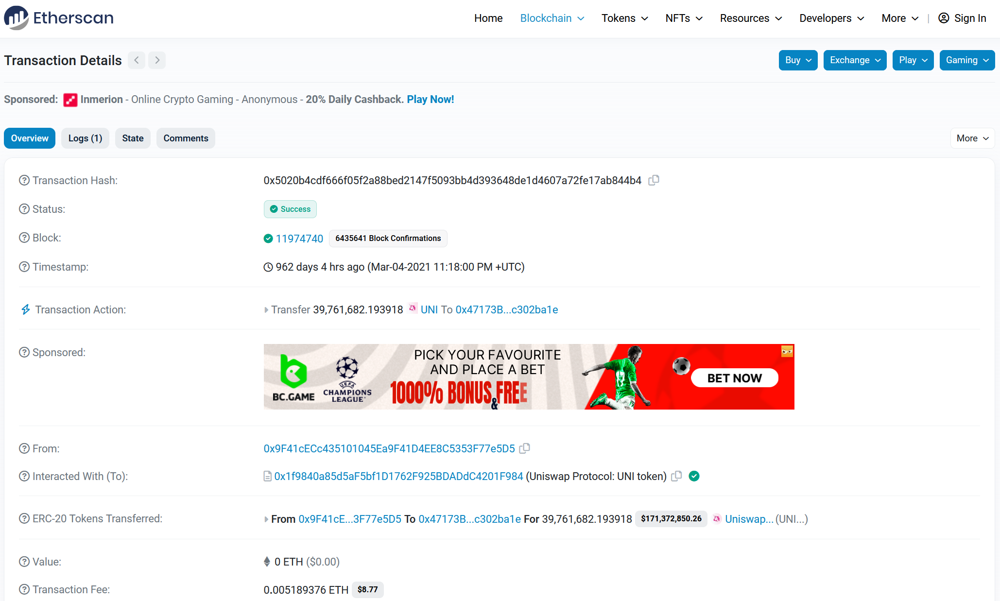 Etherscan
Home Blockchain Tokens NFTs Resources Developers More | Sign In
Transaction Details
Buy Exchange Play Gaming
Sponsored: Inmerion - Online Crypto Gaming - Anonymous - 20% Daily Cashback. Play Now!
Overview Logs (1) State Comments More
Transaction Hash: 0x5020b4cdf666f05f2a88bed2147f5093bb4d393648de1d4607a72fe17ab844b4
Status: Success
Block: 11974740 6435641 Block Confirmations
Timestamp: 962 days 4 hrs ago (Mar-04-2021 11:18:00 PM +UTC)
Transaction Action: Transfer 39,761,682.193918 UNI To 0x47173B...c302ba1e
Sponsored:
BC.GAME
UEFA
CHAMPIONS
LEAGUE
PICK YOUR FAVOURITE
AND PLACE A BET
1000% BONUS & FREE
17
BET NOW
From: 0x9F41cECc435101045Ea9F41D4EE8C5353F77e5D5
Interacted With (To): 0x1f9840a85d5aF5bf1D1762F925BDADdC4201F984 (Uniswap Protocol: UNI token)
ERC-20 Tokens Transferred: From 0x9F41cE...3F77e5D5 To 0x47173B...c302ba1e For 39,761,682.193918 $171,372,850.26 Uniswap... (UNI...)
Value: 0 ETH ($0.00)
Transaction Fee: 0.005189376 ETH $8.77